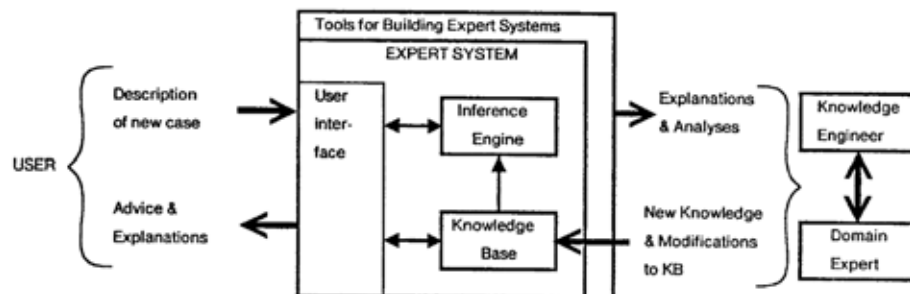 Tools for Building Expert Systems
EXPERT SYSTEM
USER
Description
of new case
Advice &
Explanations
User
inter-
face
Inference
Engine
Knowledge
Base
Explanations
& Analyses
New Knowledge
& Modifications
to KB
Knowledge
Engineer
Domain
Expert